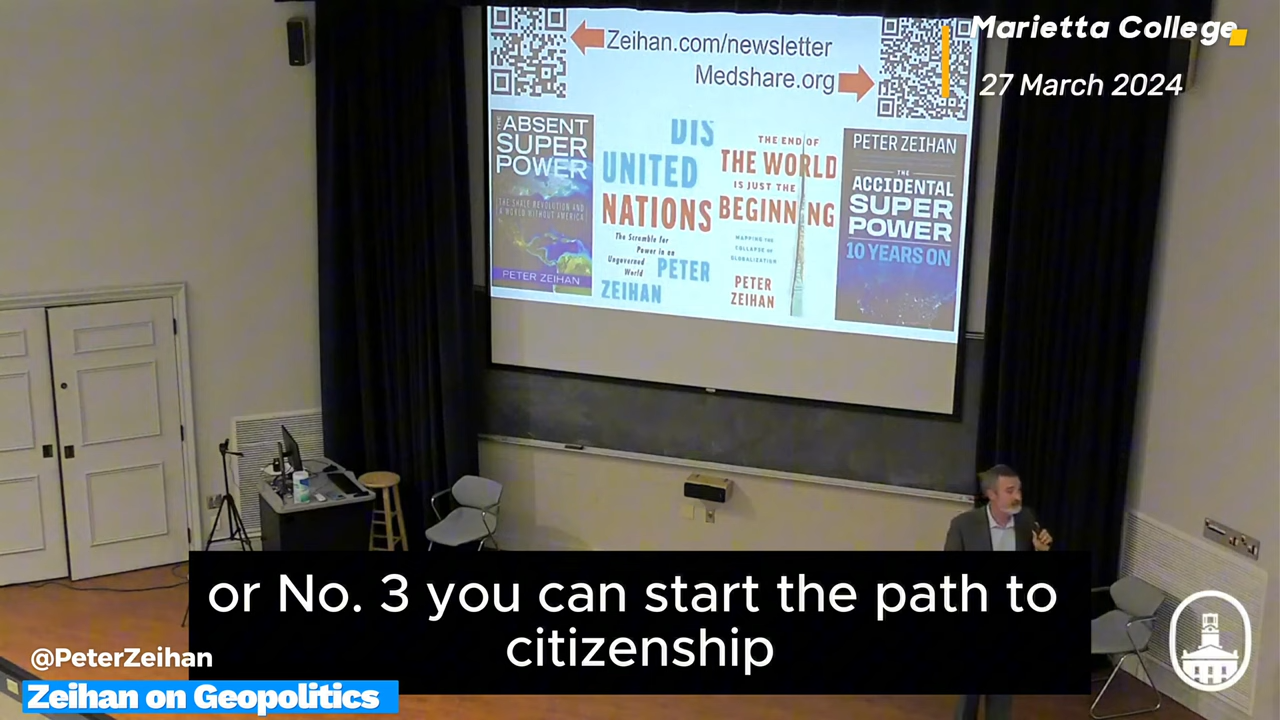 Marietta College
27 March 2024
Zeihan.com/newsletter
Medshare.org
THE
ABSENT
SUPER
POWER
THE SHALE REVOLUTION AND
A WORLD WITHOUT AMERICA
PETER ZEIHAN
DIS
UNITED
NATIONS
The Scramble for
Power in an
Ungoverned
World
PETER
ZEIHAN
THE END OF
THE WORLD
IS JUST THE
BEGINNING
MAPPING THE
COLLAPSE OF
GLOBALIZATION
PETER
ZEIHAN
PETER ZEIHAN
THE
ACCIDENTAL
SUPER
POWER
10 YEARS ON
or No. 3 you can start the path to
citizenship
@PeterZeihan
Zeihan on Geopolitics